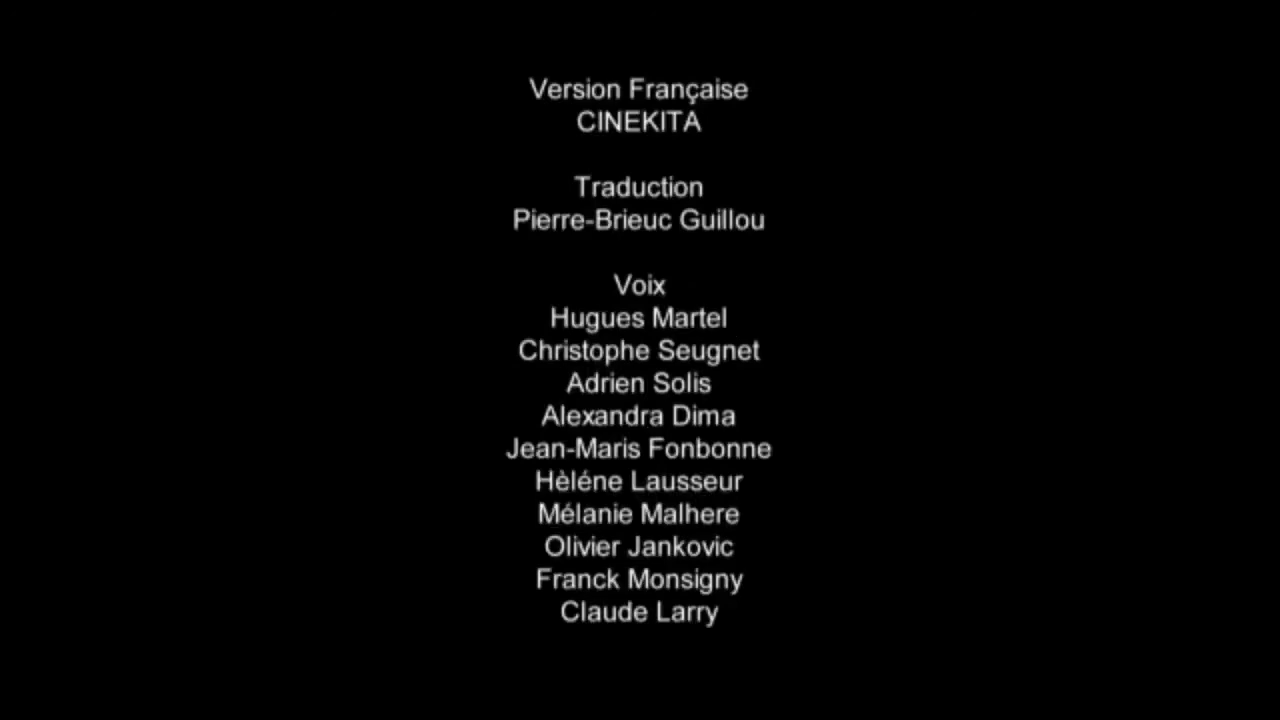 Version Française
CINEKITA
Traduction
Pierre-Brieuc Guillou
Voix
Hugues Martel
Christophe Seugnet
Adrien Solis
Alexandra Dima
Jean-Maris Fonbonne
Hèléne Lausseur
Mélanie Malhere
Olivier Jankovic
Franck Monsigny
Claude Larry